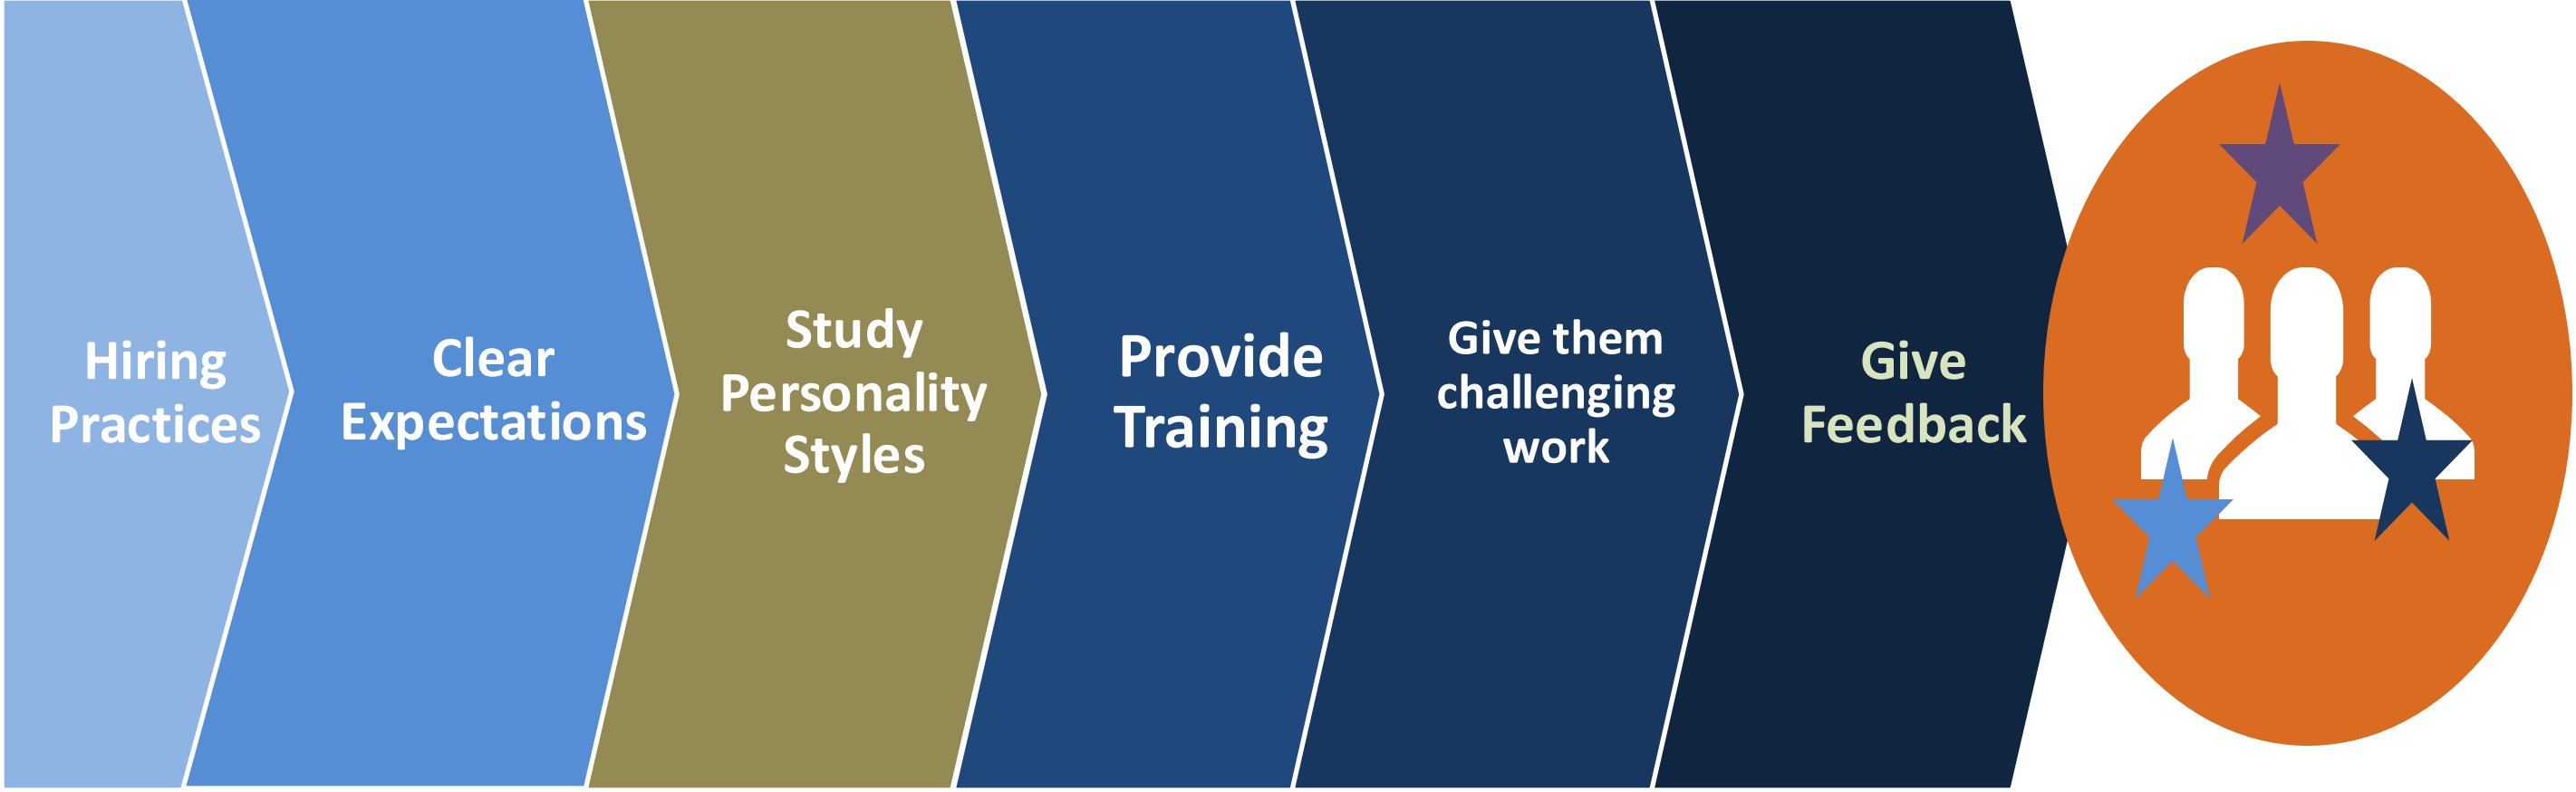 Hiring
Practices
Clear
Expectations
Study
Personality
Styles
Provide
Training
Give them
challenging
work
Give
Feedback